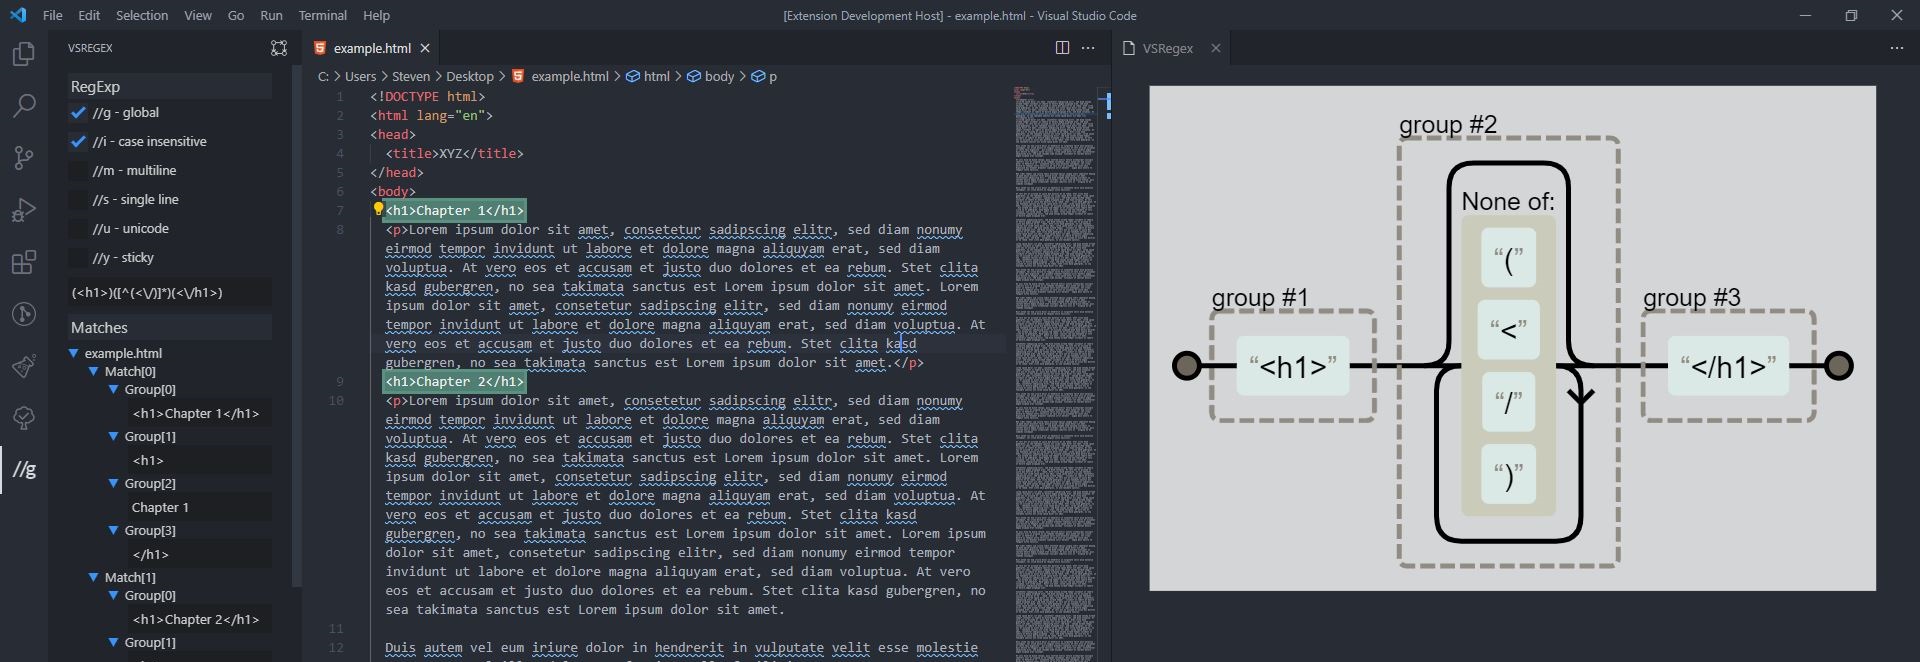 File Edit Selection View Go Run Terminal Help
[Extension Development Host] - example.html - Visual Studio Code
VSREGEX
RegExp
//g - global
//i - case insensitive
//m - multiline
//s - single line
//u - unicode
//y - sticky
(<h1>)([^(<\/)]*)(<\/h1>)
Matches
example.html
Match[0]
Group[0]
<h1>Chapter 1</h1>
Group[1]
<h1>
Group[2]
Chapter 1
Group[3]
</h1>
Match[1]
Group[0]
<h1>Chapter 2</h1>
Group[1]
//g
example.html
C: > Users > Steven > Desktop > example.html > html > body > p
1 <!DOCTYPE html>
2 <html lang="en">
3 <head>
4 <title>XYZ</title>
5 </head>
6 <body>
7 <h1>Chapter 1</h1>
8 <p>Lorem ipsum dolor sit amet, consetetur sadipscing elitr, sed diam nonumy
eirmod tempor invidunt ut labore et dolore magna aliquyam erat, sed diam
voluptua. At vero eos et accusam et justo duo dolores et ea rebum. Stet clita
kasd gubergren, no sea takimata sanctus est Lorem ipsum dolor sit amet. Lorem
ipsum dolor sit amet, consetetur sadipscing elitr, sed diam nonumy eirmod
tempor invidunt ut labore et dolore magna aliquyam erat, sed diam voluptua. At
vero eos et accusam et justo duo dolores et ea rebum. Stet clita kasd
gubergren, no sea takimata sanctus est Lorem ipsum dolor sit amet.</p>
9 <h1>Chapter 2</h1>
10 <p>Lorem ipsum dolor sit amet, consetetur sadipscing elitr, sed diam nonumy
eirmod tempor invidunt ut labore et dolore magna aliquyam erat, sed diam
voluptua. At vero eos et accusam et justo duo dolores et ea rebum. Stet clita
kasd gubergren, no sea takimata sanctus est Lorem ipsum dolor sit amet. Lorem
ipsum dolor sit amet, consetetur sadipscing elitr, sed diam nonumy eirmod
tempor invidunt ut labore et dolore magna aliquyam erat, sed diam voluptua. At
vero eos et accusam et justo duo dolores et ea rebum. Stet clita kasd
gubergren, no sea takimata sanctus est Lorem ipsum dolor sit amet. Lorem ipsum
dolor sit amet, consetetur sadipscing elitr, sed diam nonumy eirmod tempor
invidunt ut labore et dolore magna aliquyam erat, sed diam voluptua. At vero
eos et accusam et justo duo dolores et ea rebum. Stet clita kasd gubergren, no
sea takimata sanctus est Lorem ipsum dolor sit amet.
11
12 Duis autem vel eum iriure dolor in hendrerit in vulputate velit esse molestie
VSRegex
group #1
“<h1>”
group #2
None of:
“(”
“<”
“/”
“)”
group #3
“</h1>”